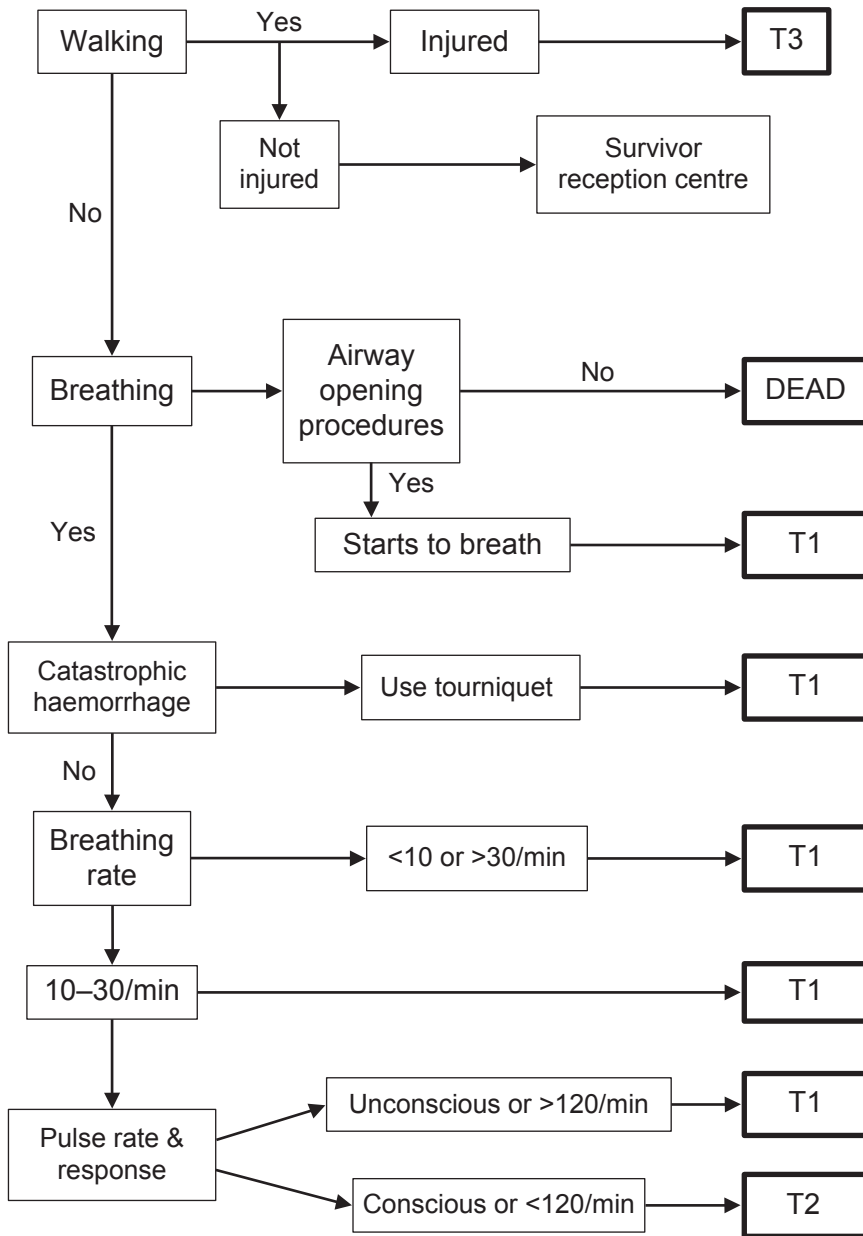 Walking
Yes
Injured
T3
Not
injured
Survivor
reception centre
No
Breathing
Airway
opening
procedures
No
DEAD
Yes
Starts to breath
T1
Yes
Catastrophic
haemorrhage
Use tourniquet
T1
No
Breathing
rate
<10 or >30/min
T1
10–30/min
T1
Pulse rate &
response
Unconscious or >120/min
T1
Conscious or <120/min
T2